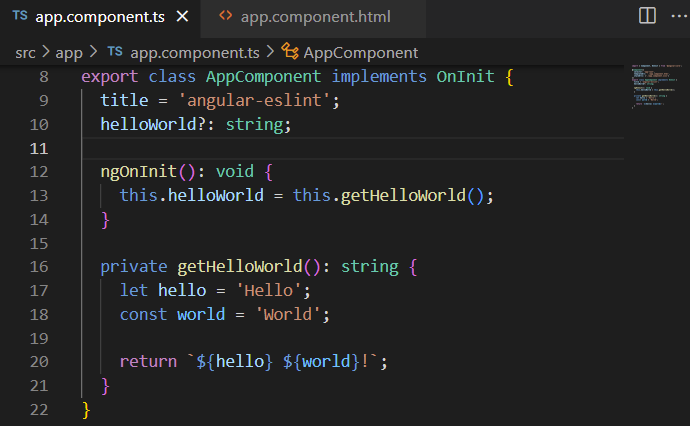 TS app.component.ts × <> app.component.html ...
src > app > TS app.component.ts > AppComponent
8 export class AppComponent implements OnInit {
9   title = 'angular-eslint';
10   helloWorld?: string;
11
12   ngOnInit(): void {
13     this.helloWorld = this.getHelloWorld();
14   }
15
16   private getHelloWorld(): string {
17     let hello = 'Hello';
18     const world = 'World';
19
20     return `${hello} ${world}!`;
21   }
22 }